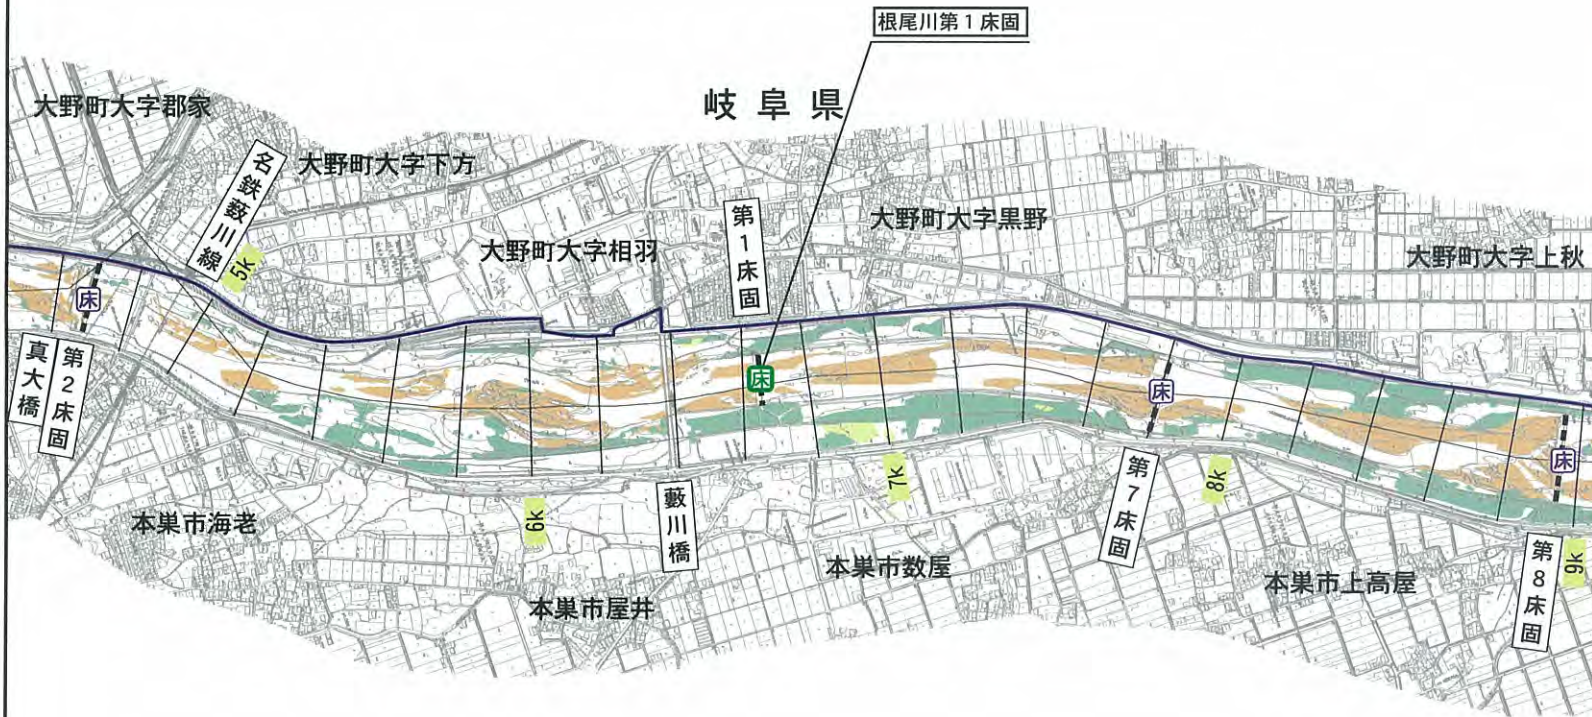 根尾川第1床固
岐阜県
大野町大字郡家
名鉄薮川線
大野町大字下方
5k
大野町大字相羽
第1床固
大野町大字黒野
大野町大字上秋
床
床
床
床
真大橋
第2床固
本巣市海老
6k
藪川橋
本巣市屋井
7k
本巣市数屋
第7床固
8k
本巣市上高屋
第8床固
9k